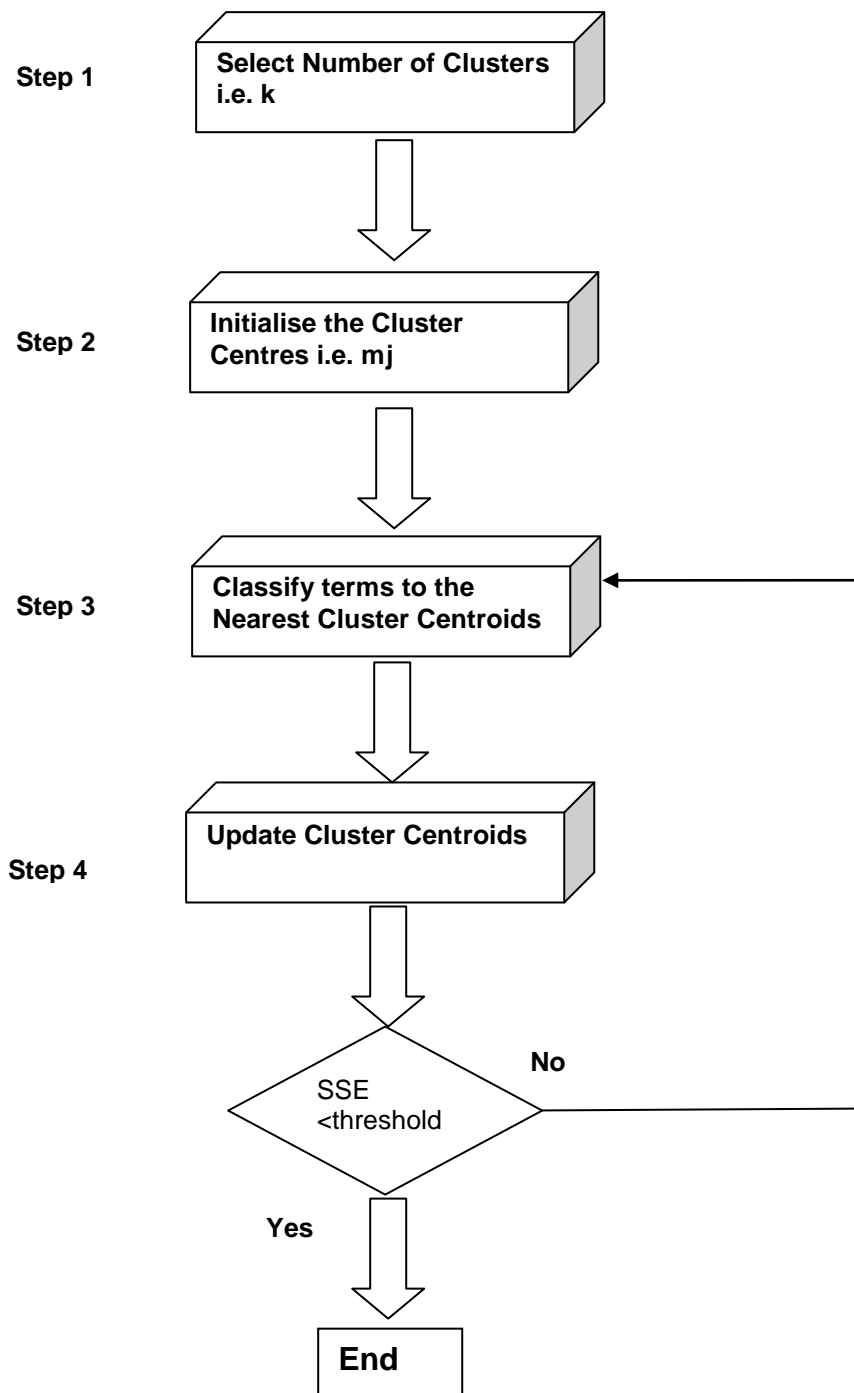 Step 1
Select Number of Clusters
i.e. k
Step 2
Initialise the Cluster
Centres i.e. mj
Step 3
Classify terms to the
Nearest Cluster Centroids
Step 4
Update Cluster Centroids
No
SSE
<threshold
Yes
End